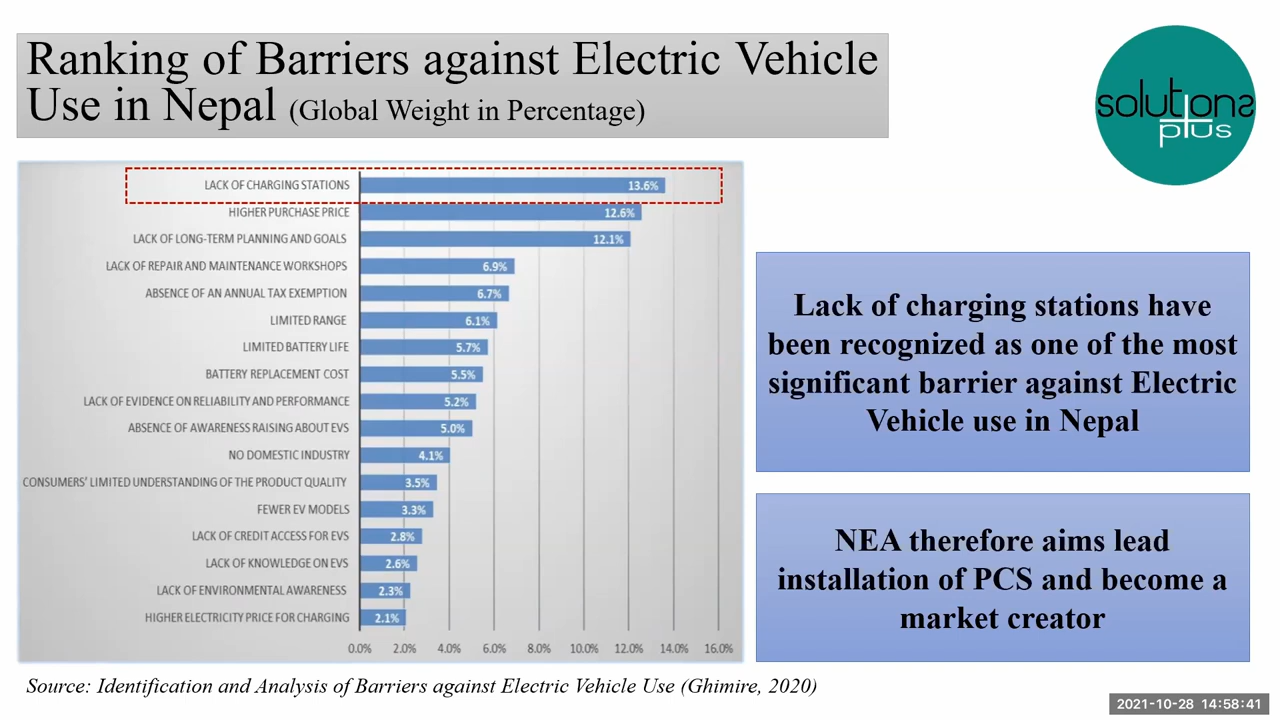 Ranking of Barriers against Electric Vehicle
Use in Nepal (Global Weight in Percentage)
solutions
plus
LACK OF CHARGING STATIONS 13.6%
HIGHER PURCHASE PRICE 12.6%
LACK OF LONG-TERM PLANNING AND GOALS 12.1%
LACK OF REPAIR AND MAINTENANCE WORKSHOPS 6.9%
ABSENCE OF AN ANNUAL TAX EXEMPTION 6.7%
LIMITED RANGE 6.1%
LIMITED BATTERY LIFE 5.7%
BATTERY REPLACEMENT COST 5.5%
LACK OF EVIDENCE ON RELIABILITY AND PERFORMANCE 5.2%
ABSENCE OF AWARENESS RAISING ABOUT EVS 5.0%
NO DOMESTIC INDUSTRY 4.1%
CONSUMERS' LIMITED UNDERSTANDING OF THE PRODUCT QUALITY 3.5%
FEWER EV MODELS 3.3%
LACK OF CREDIT ACCESS FOR EVS 2.8%
LACK OF KNOWLEDGE ON EVS 2.6%
LACK OF ENVIRONMENTAL AWARENESS 2.3%
HIGHER ELECTRICITY PRICE FOR CHARGING 2.1%
0.0% 2.0% 4.0% 6.0% 8.0% 10.0% 12.0% 14.0% 16.0%
Lack of charging stations have
been recognized as one of the most
significant barrier against Electric
Vehicle use in Nepal
NEA therefore aims lead
installation of PCS and become a
market creator
Source: Identification and Analysis of Barriers against Electric Vehicle Use (Ghimire, 2020)
2021-10-28 14:58:41